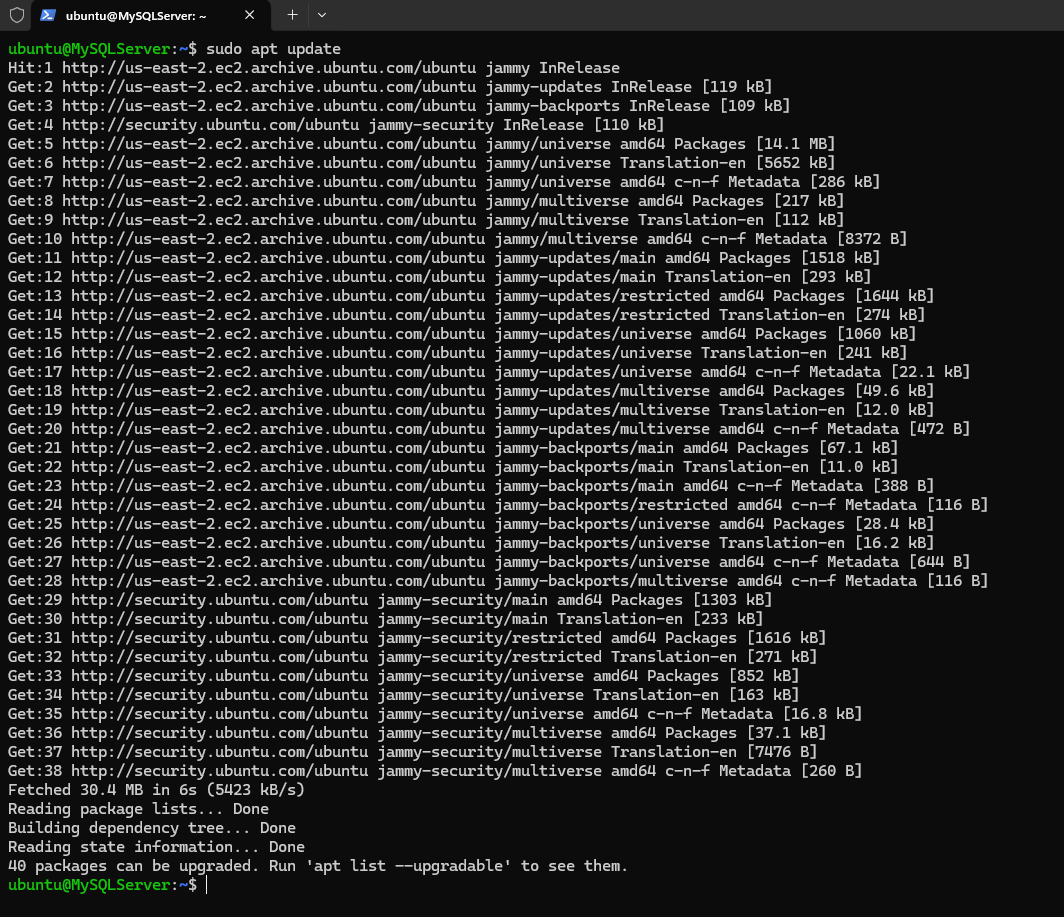 ubuntu@MySQLServer: ~
ubuntu@MySQLServer:~$ sudo apt update
Hit:1 http://us-east-2.ec2.archive.ubuntu.com/ubuntu jammy InRelease
Get:2 http://us-east-2.ec2.archive.ubuntu.com/ubuntu jammy-updates InRelease [119 kB]
Get:3 http://us-east-2.ec2.archive.ubuntu.com/ubuntu jammy-backports InRelease [109 kB]
Get:4 http://security.ubuntu.com/ubuntu jammy-security InRelease [110 kB]
Get:5 http://us-east-2.ec2.archive.ubuntu.com/ubuntu jammy/universe amd64 Packages [14.1 MB]
Get:6 http://us-east-2.ec2.archive.ubuntu.com/ubuntu jammy/universe Translation-en [5652 kB]
Get:7 http://us-east-2.ec2.archive.ubuntu.com/ubuntu jammy/universe amd64 c-n-f Metadata [286 kB]
Get:8 http://us-east-2.ec2.archive.ubuntu.com/ubuntu jammy/multiverse amd64 Packages [217 kB]
Get:9 http://us-east-2.ec2.archive.ubuntu.com/ubuntu jammy/multiverse Translation-en [112 kB]
Get:10 http://us-east-2.ec2.archive.ubuntu.com/ubuntu jammy/multiverse amd64 c-n-f Metadata [8372 B]
Get:11 http://us-east-2.ec2.archive.ubuntu.com/ubuntu jammy-updates/main amd64 Packages [1518 kB]
Get:12 http://us-east-2.ec2.archive.ubuntu.com/ubuntu jammy-updates/main Translation-en [293 kB]
Get:13 http://us-east-2.ec2.archive.ubuntu.com/ubuntu jammy-updates/restricted amd64 Packages [1644 kB]
Get:14 http://us-east-2.ec2.archive.ubuntu.com/ubuntu jammy-updates/restricted Translation-en [274 kB]
Get:15 http://us-east-2.ec2.archive.ubuntu.com/ubuntu jammy-updates/universe amd64 Packages [1060 kB]
Get:16 http://us-east-2.ec2.archive.ubuntu.com/ubuntu jammy-updates/universe Translation-en [241 kB]
Get:17 http://us-east-2.ec2.archive.ubuntu.com/ubuntu jammy-updates/universe amd64 c-n-f Metadata [22.1 kB]
Get:18 http://us-east-2.ec2.archive.ubuntu.com/ubuntu jammy-updates/multiverse amd64 Packages [49.6 kB]
Get:19 http://us-east-2.ec2.archive.ubuntu.com/ubuntu jammy-updates/multiverse Translation-en [12.0 kB]
Get:20 http://us-east-2.ec2.archive.ubuntu.com/ubuntu jammy-updates/multiverse amd64 c-n-f Metadata [472 B]
Get:21 http://us-east-2.ec2.archive.ubuntu.com/ubuntu jammy-backports/main amd64 Packages [67.1 kB]
Get:22 http://us-east-2.ec2.archive.ubuntu.com/ubuntu jammy-backports/main Translation-en [11.0 kB]
Get:23 http://us-east-2.ec2.archive.ubuntu.com/ubuntu jammy-backports/main amd64 c-n-f Metadata [388 B]
Get:24 http://us-east-2.ec2.archive.ubuntu.com/ubuntu jammy-backports/restricted amd64 c-n-f Metadata [116 B]
Get:25 http://us-east-2.ec2.archive.ubuntu.com/ubuntu jammy-backports/universe amd64 Packages [28.4 kB]
Get:26 http://us-east-2.ec2.archive.ubuntu.com/ubuntu jammy-backports/universe Translation-en [16.2 kB]
Get:27 http://us-east-2.ec2.archive.ubuntu.com/ubuntu jammy-backports/universe amd64 c-n-f Metadata [644 B]
Get:28 http://us-east-2.ec2.archive.ubuntu.com/ubuntu jammy-backports/multiverse amd64 c-n-f Metadata [116 B]
Get:29 http://security.ubuntu.com/ubuntu jammy-security/main amd64 Packages [1303 kB]
Get:30 http://security.ubuntu.com/ubuntu jammy-security/main Translation-en [233 kB]
Get:31 http://security.ubuntu.com/ubuntu jammy-security/restricted amd64 Packages [1616 kB]
Get:32 http://security.ubuntu.com/ubuntu jammy-security/restricted Translation-en [271 kB]
Get:33 http://security.ubuntu.com/ubuntu jammy-security/universe amd64 Packages [852 kB]
Get:34 http://security.ubuntu.com/ubuntu jammy-security/universe Translation-en [163 kB]
Get:35 http://security.ubuntu.com/ubuntu jammy-security/universe amd64 c-n-f Metadata [16.8 kB]
Get:36 http://security.ubuntu.com/ubuntu jammy-security/multiverse amd64 Packages [37.1 kB]
Get:37 http://security.ubuntu.com/ubuntu jammy-security/multiverse Translation-en [7476 B]
Get:38 http://security.ubuntu.com/ubuntu jammy-security/multiverse amd64 c-n-f Metadata [260 B]
Fetched 30.4 MB in 6s (5423 kB/s)
Reading package lists... Done
Building dependency tree... Done
Reading state information... Done
40 packages can be upgraded. Run 'apt list --upgradable' to see them.
ubuntu@MySQLServer:~$